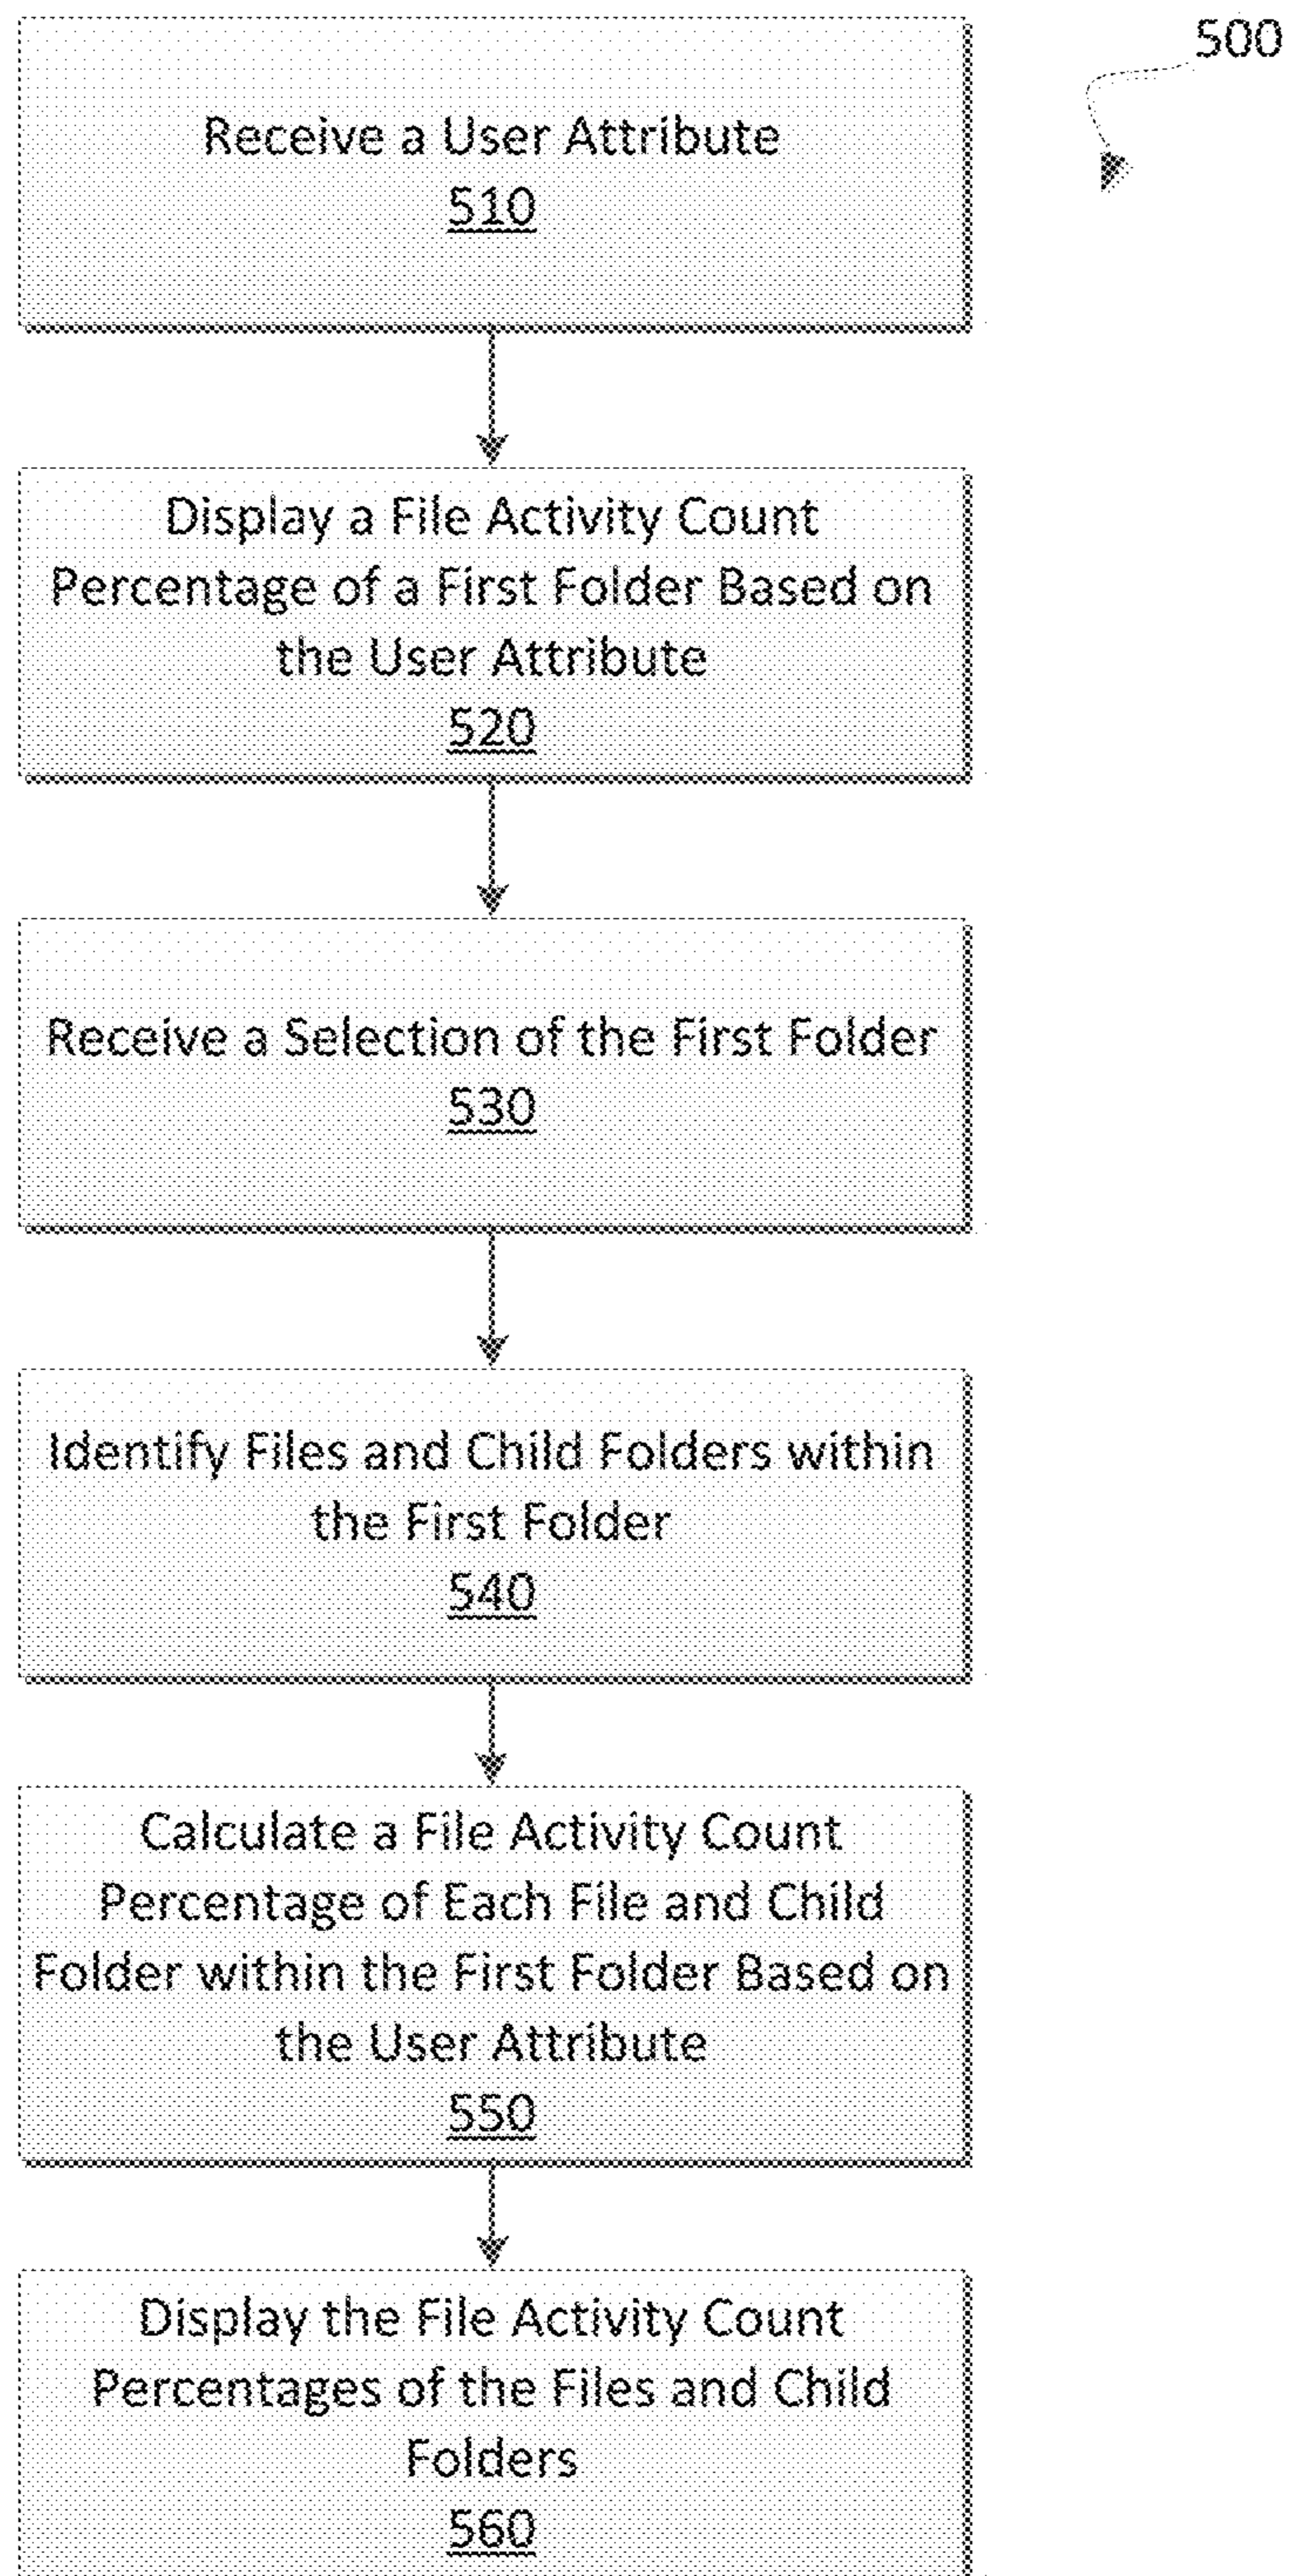 500
Receive a User Attribute
510
Display a File Activity Count
Percentage of a First Folder Based on
the User Attribute
520
Receive a Selection of the First Folder
530
Identify Files and Child Folders within
the First Folder
540
Calculate a File Activity Count
Percentage of Each File and Child
Folder within the First Folder Based on
the User Attribute
550
Display the File Activity Count
Percentages of the Files and Child
Folders
560